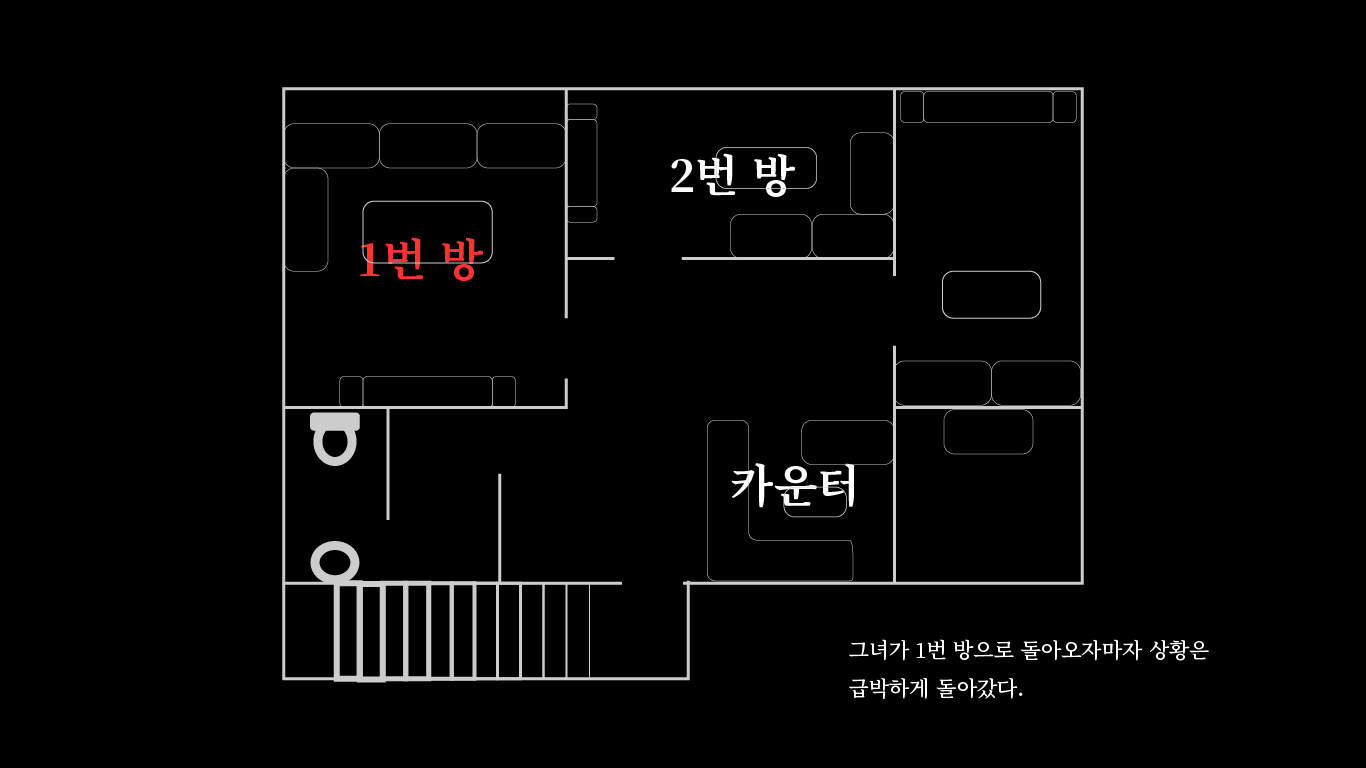 2번 방
1번 방
카운터
그녀가 1번 방으로 돌아오자마자 상황은
급박하게 돌아갔다.